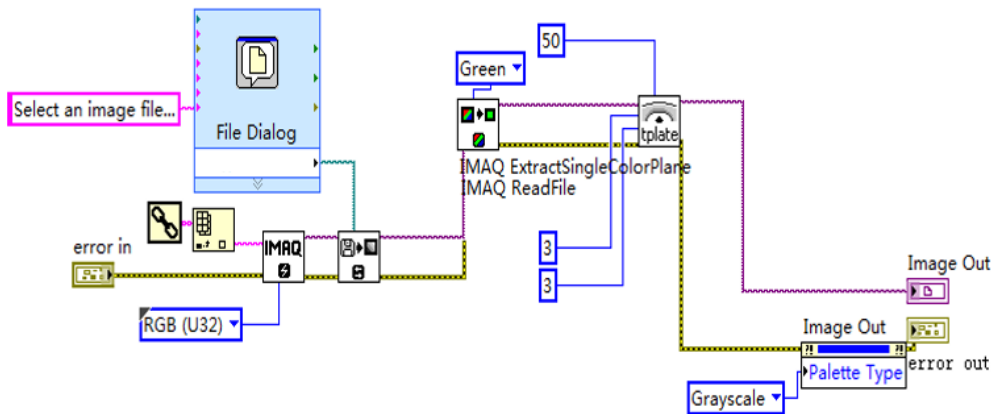 50
Green
Select an image file...
File Dialog
tplate
IMAQ ExtractSingleColorPlane
IMAQ ReadFile
error in
IMAQ
3
3
RGB (U32)
Image Out
Image Out
error out
Palette Type
Grayscale